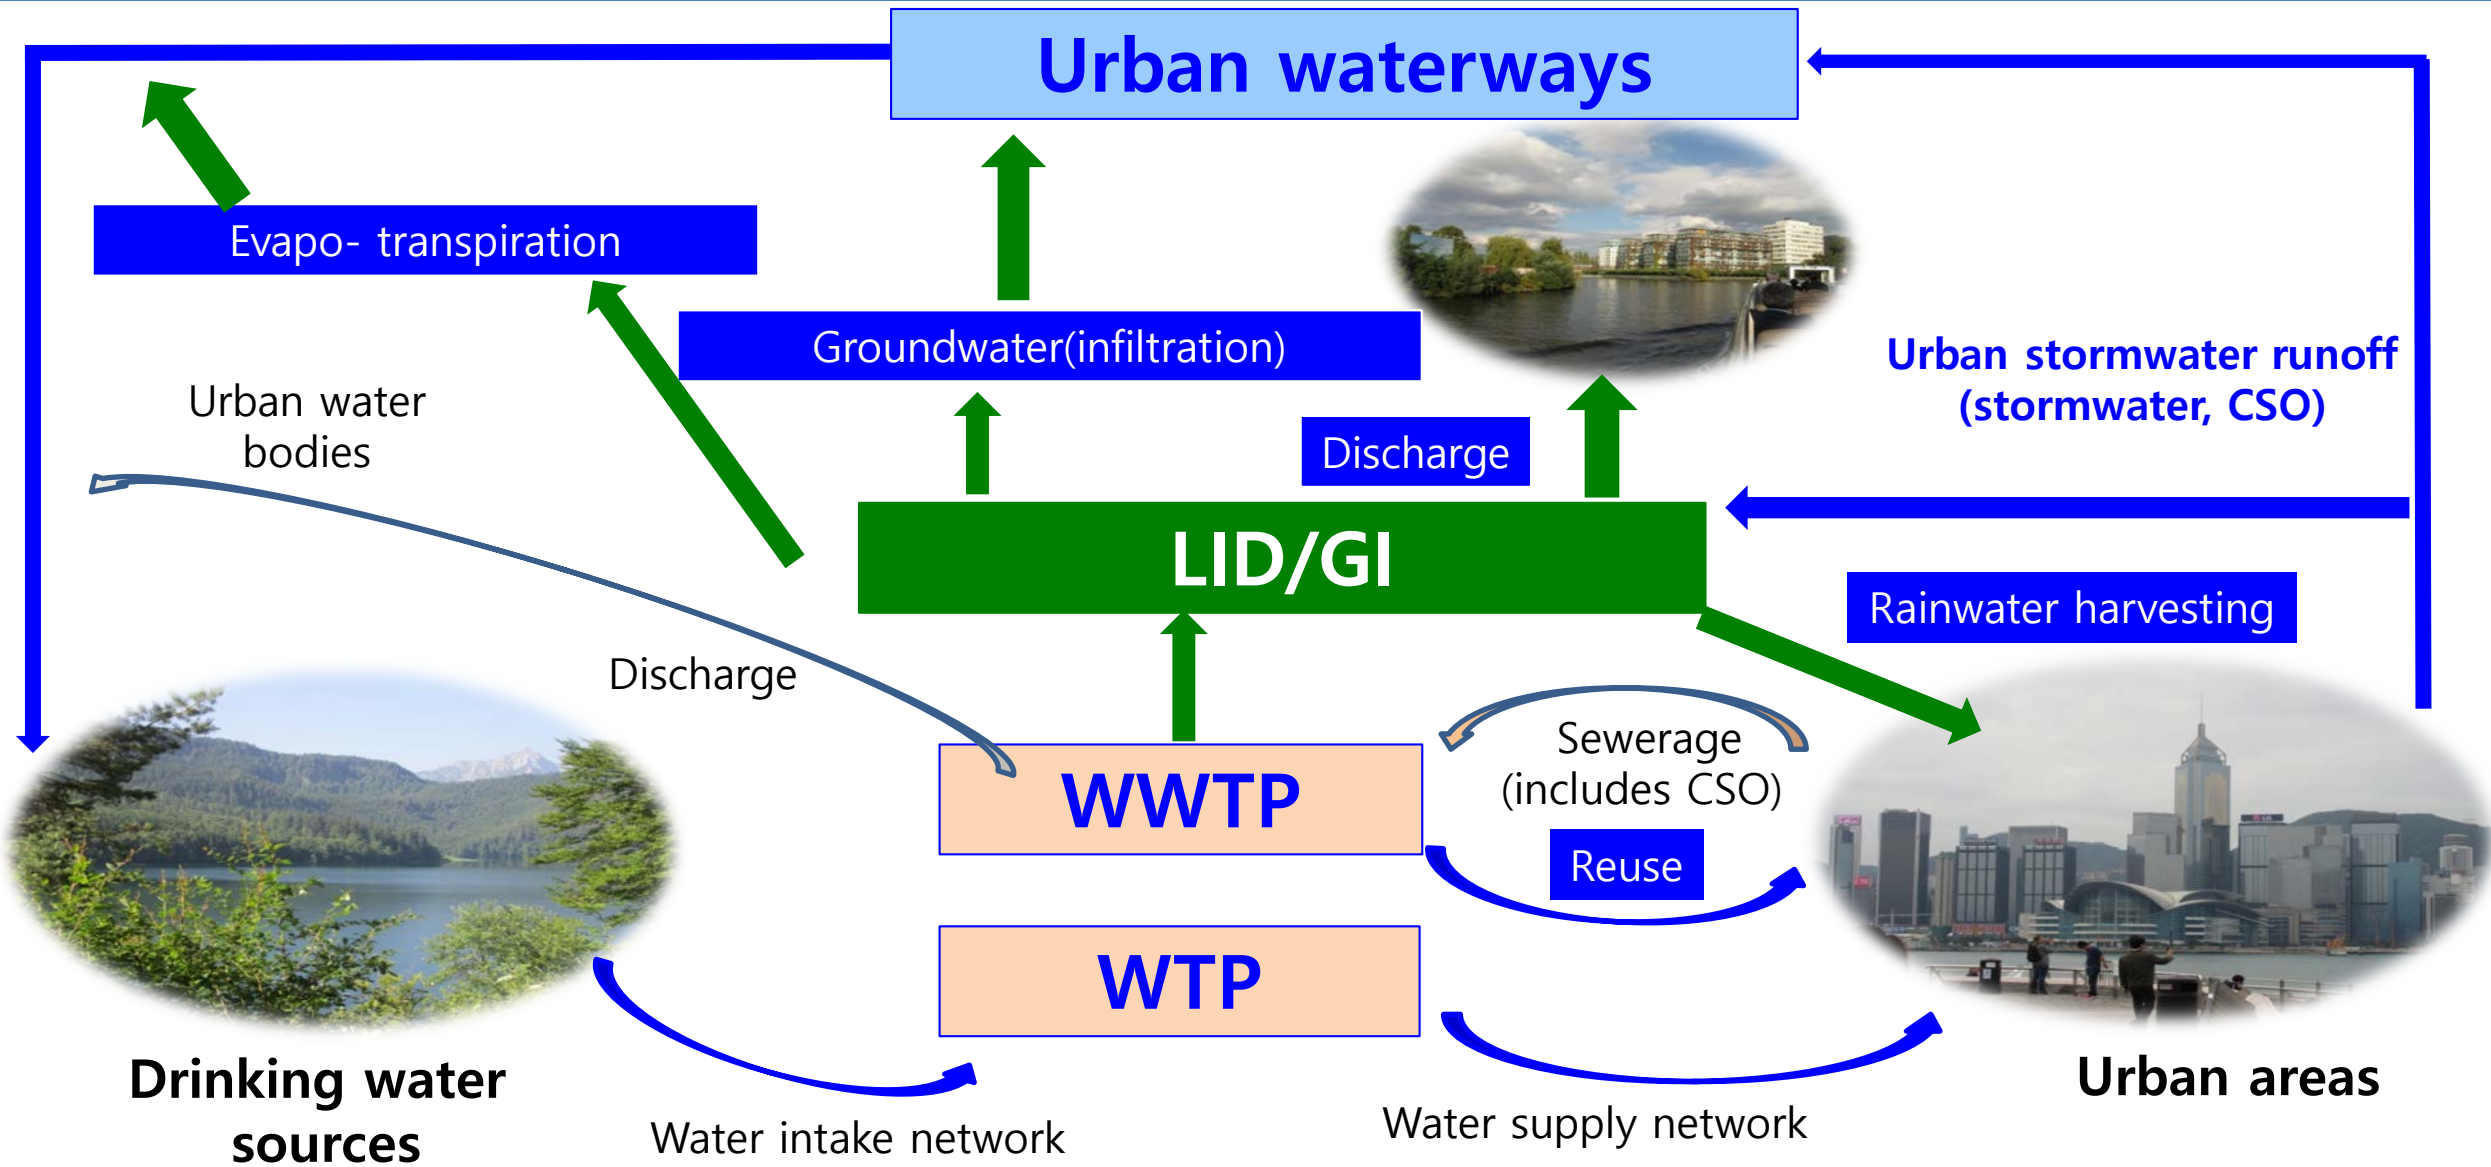 Urban waterways
Evapo- transpiration
Groundwater(infiltration)
Urban stormwater runoff
(stormwater, CSO)
Urban water
bodies
Discharge
LID/GI
Rainwater harvesting
Discharge
Sewerage
(includes CSO)
WWTP
Reuse
WTP
Drinking water
sources
Water intake network
Water supply network
Urban areas